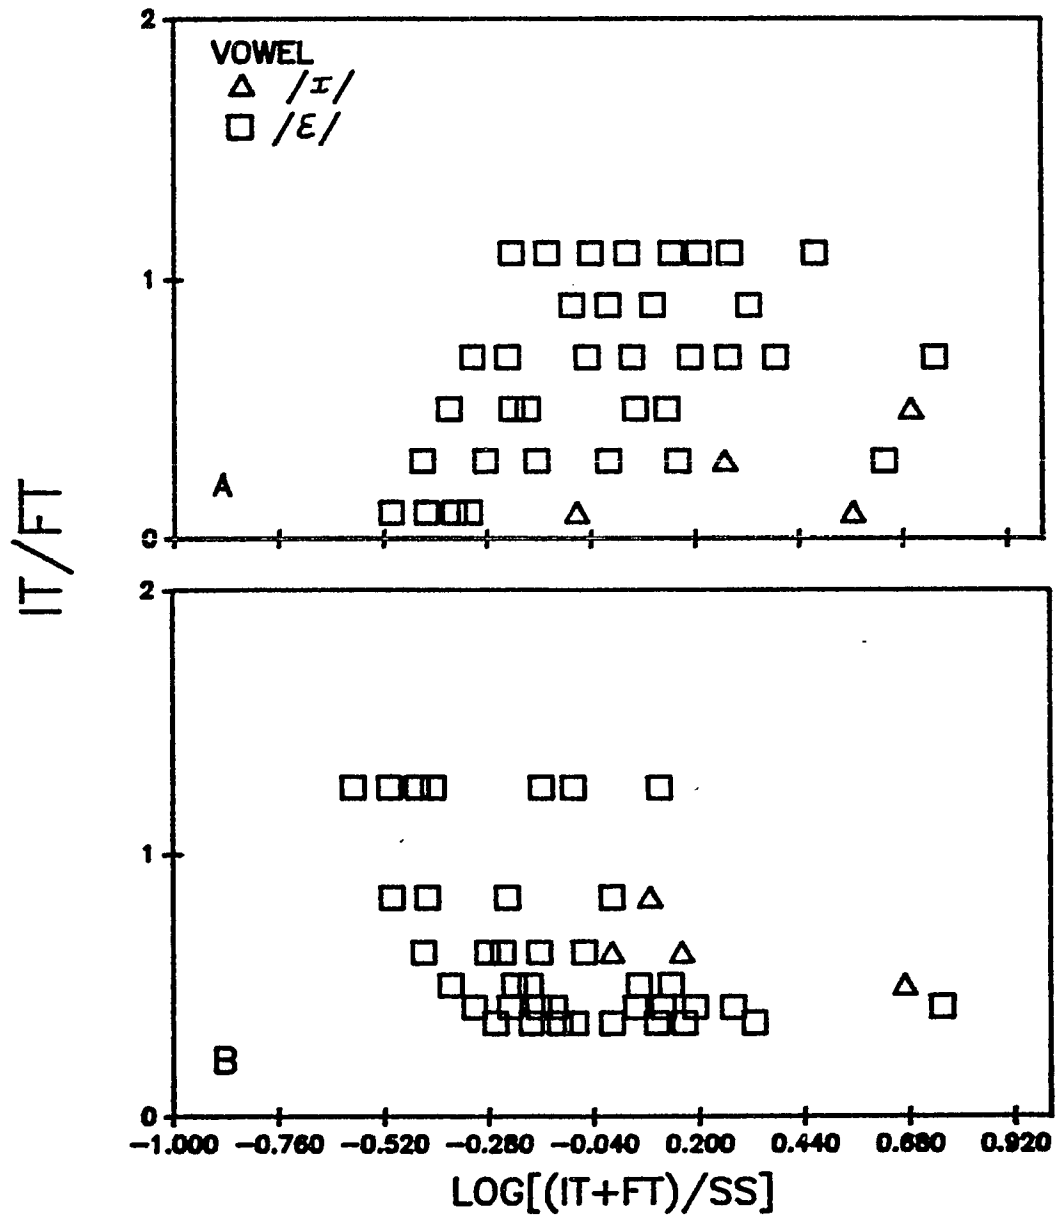 2
VOWEL
△ /I/
□ /ε/
1
A
0
IT/FT
2
1
B
0
-1.000 -0.760 -0.520 -0.280 -0.040 0.200 0.440 0.680 0.920
LOG[(IT+FT)/SS]